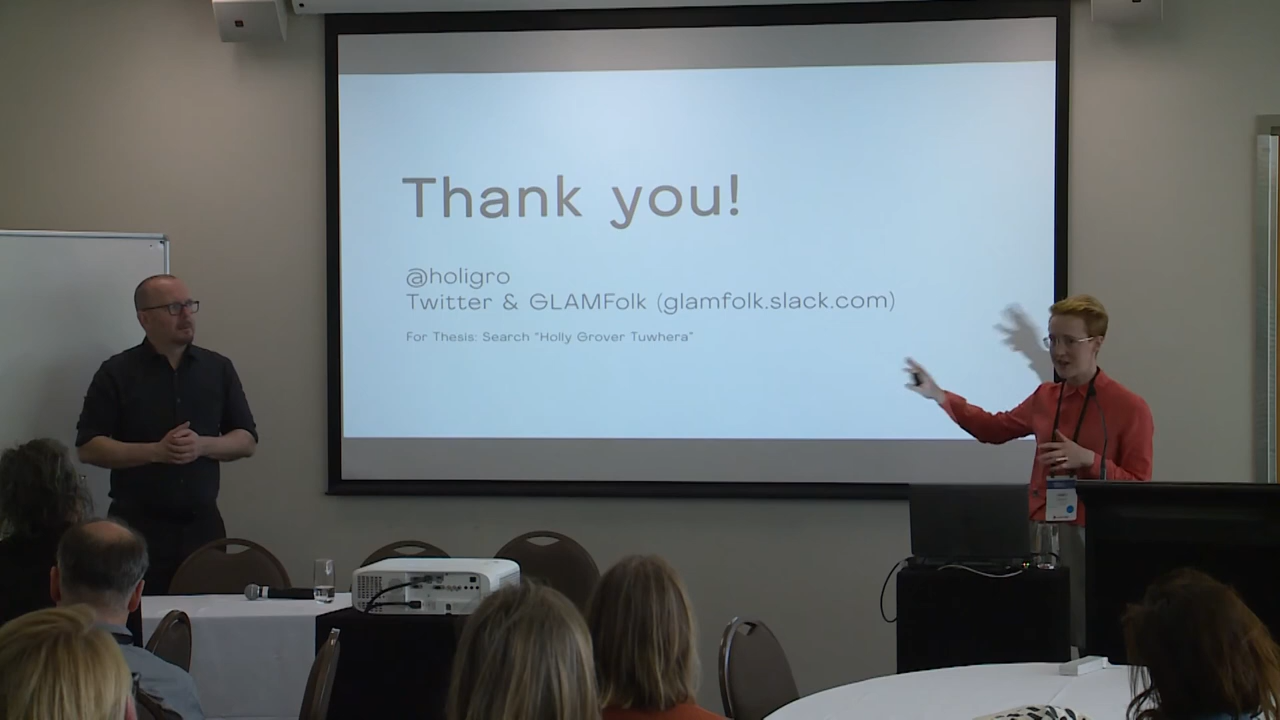 Thank you!
@holigro
Twitter & GLAMFolk (glamfolk.slack.com)
For Thesis: Search "Holly Grover Tuwhera"